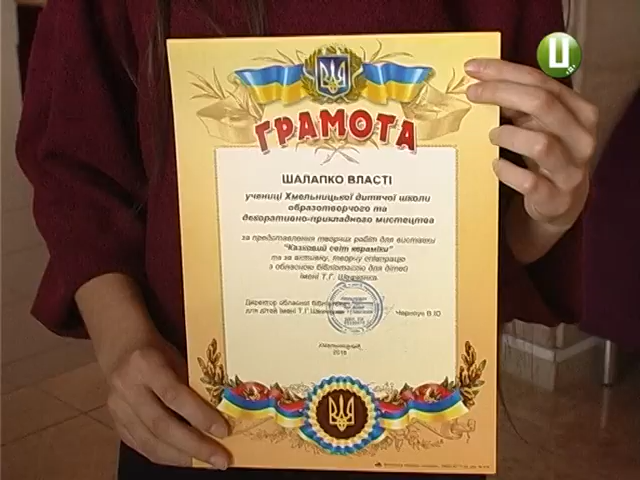 Ц
ГРАМОТА
ШАЛАПКО ВЛАСТІ
учениці Хмельницької дитячої школи
образотворчого та
декоративно-прикладного мистецтва
за представлення творчих робіт для виставки
"Казковий світ кераміки"
та за активну, творчу співпрацю
з обласною бібліотекою для дітей
імені Т.Г. Шевченка
Директор обласної бібліотеки
для дітей імені Т.Г.Шевченка
В.Ю
Хмельницький,